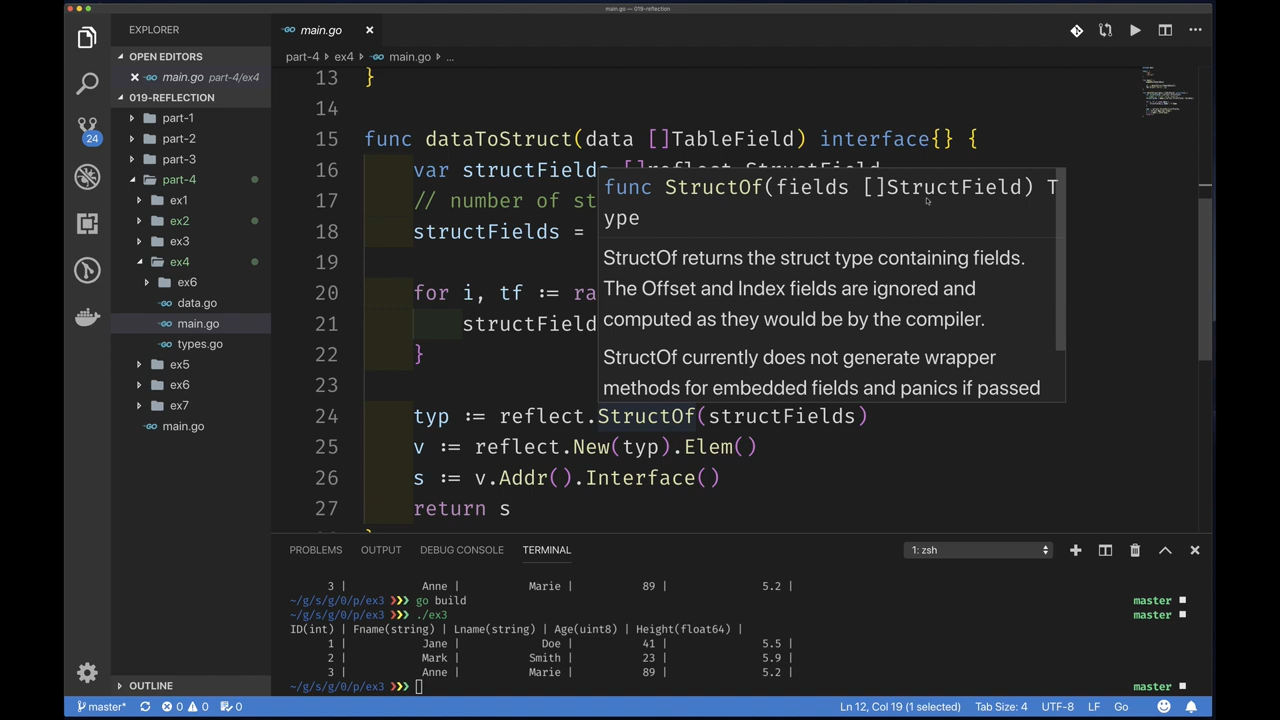 main.go — 019-reflection
EXPLORER
OPEN EDITORS
main.go part-4/ex4
019-REFLECTION
part-1
part-2
part-3
part-4
ex1
ex2
ex3
ex4
ex6
data.go
main.go
types.go
ex5
ex6
ex7
main.go
OUTLINE
24
main.go
part-4 ex4 main.go ...
13 }
14
15 func dataToStruct(data []TableField) interface{} {
16 var structFields []reflect.StructField
17 // number of st
18 structFields =
19
20 for i, tf := ra
21 structField
22 }
23
24 typ := reflect.StructOf(structFields)
25 v := reflect.New(typ).Elem()
26 s := v.Addr().Interface()
27 return s
func StructOf(fields []StructField) T
ype
StructOf returns the struct type containing fields.
The Offset and Index fields are ignored and
computed as they would be by the compiler.
StructOf currently does not generate wrapper
methods for embedded fields and panics if passed
PROBLEMS OUTPUT DEBUG CONSOLE TERMINAL 1: zsh
3 | Anne | Marie | 89 | 5.2 |
~/g/s/g/0/p/ex3 ❯❯❯ go build master
~/g/s/g/0/p/ex3 ❯❯❯ ./ex3 master
ID(int) | Fname(string) | Lname(string) | Age(uint8) | Height(float64) |
1 | Jane | Doe | 41 | 5.5 |
2 | Mark | Smith | 23 | 5.9 |
3 | Anne | Marie | 89 | 5.2 |
~/g/s/g/0/p/ex3 ❯❯❯ master
master* 0 0 0 Ln 12, Col 19 (1 selected) Tab Size: 4 UTF-8 LF Go